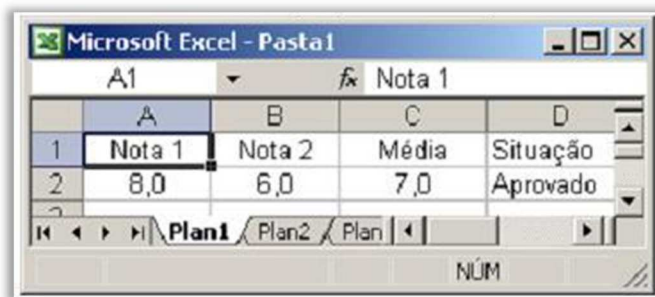 Microsoft Excel - Pasta1
A1 fx Nota 1
A B C D
1 Nota 1 Nota 2 Média Situação
2 8,0 6,0 7,0 Aprovado
Plan1 Plan2 Plan
NÚM